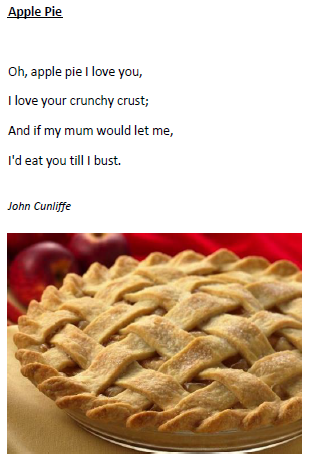 Apple Pie
Oh, apple pie I love you,
I love your crunchy crust;
And if my mum would let me,
I'd eat you till I bust.
John Cunliffe